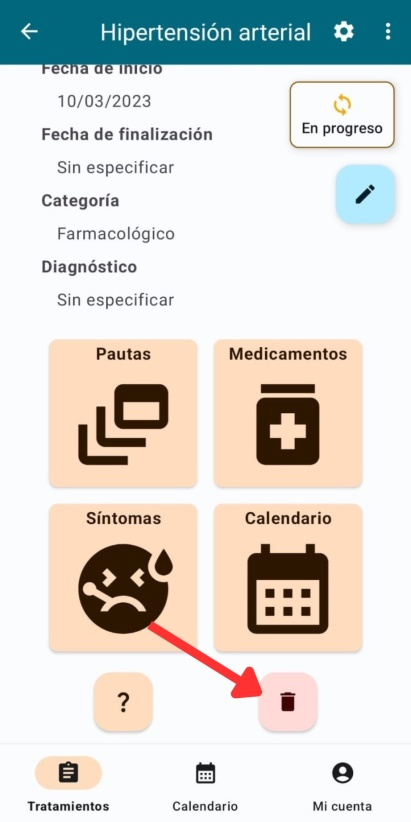 Hipertensión arterial
Fecha de inicio
10/03/2023
En progreso
Fecha de finalización
Sin especificar
Categoría
Farmacológico
Diagnóstico
Sin especificar
Pautas
Medicamentos
Síntomas
Calendario
?
Tratamientos
Calendario
Mi cuenta